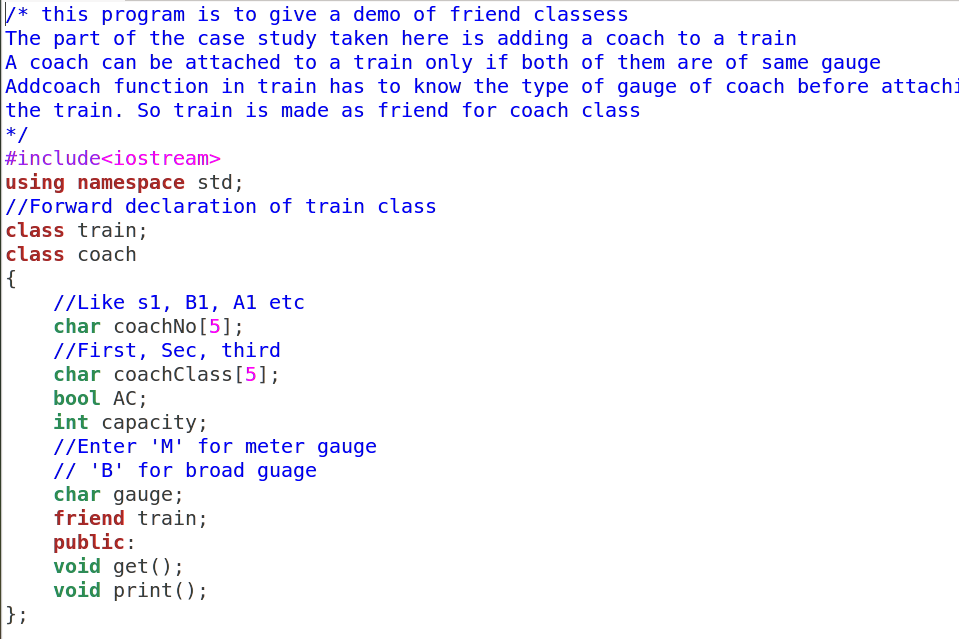 /* this program is to give a demo of friend classess
The part of the case study taken here is adding a coach to a train
A coach can be attached to a train only if both of them are of same gauge
Addcoach function in train has to know the type of gauge of coach before attachi
the train. So train is made as friend for coach class
*/
#include<iostream>
using namespace std;
//Forward declaration of train class
class train;
class coach
{
    //Like s1, B1, A1 etc
    char coachNo[5];
    //First, Sec, third
    char coachClass[5];
    bool AC;
    int capacity;
    //Enter 'M' for meter gauge
    // 'B' for broad guage
    char gauge;
    friend train;
    public:
    void get();
    void print();
};